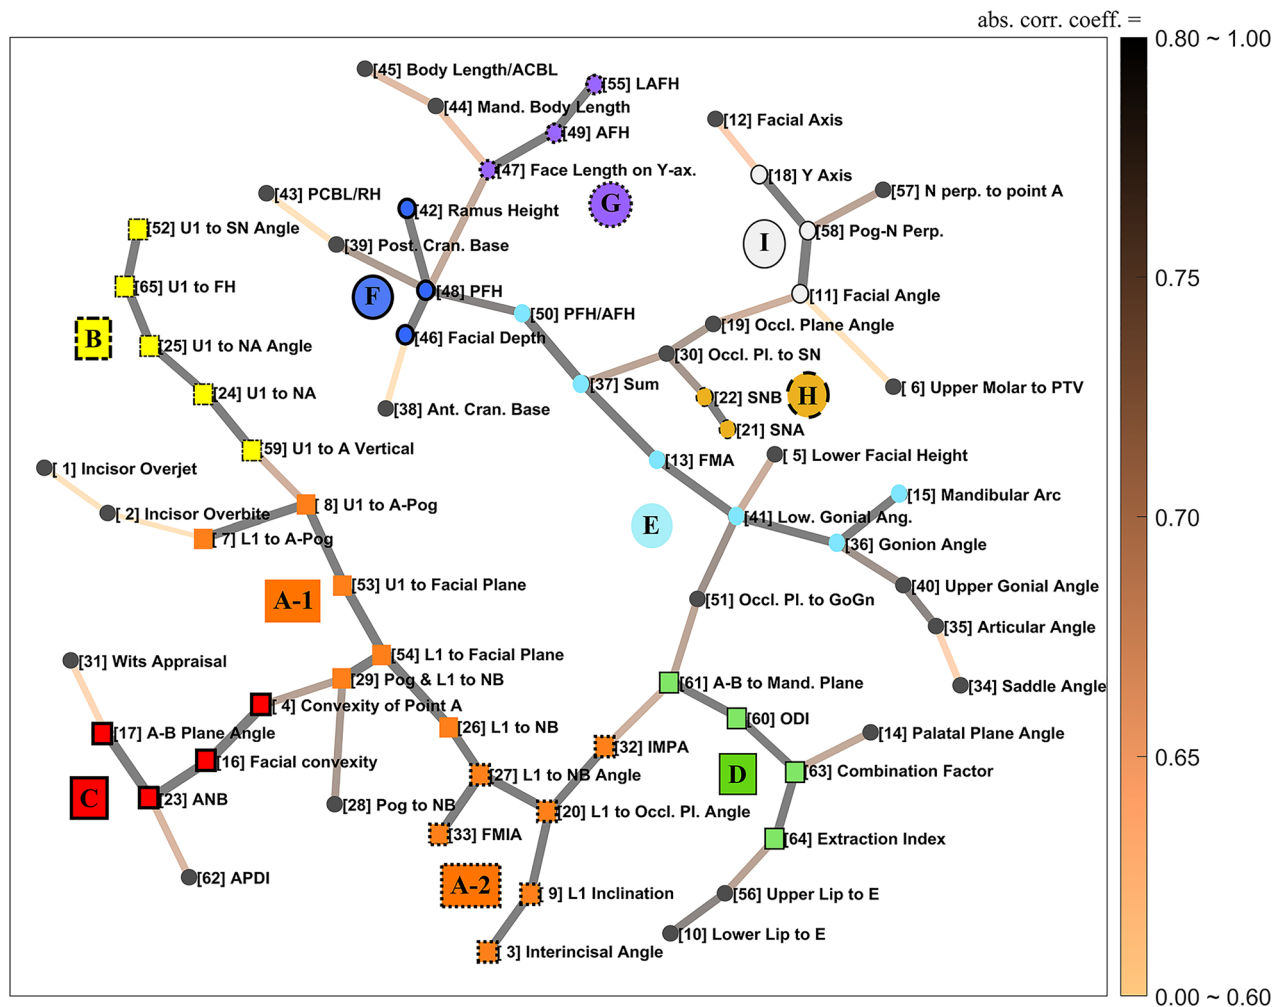 abs. corr. coeff. =
0.80 ~ 1.00
[45] Body Length/ACBL
[55] LAFH
[44] Mand. Body Length
[12] Facial Axis
[49] AFH
[47] Face Length on Y-ax.
[18] Y Axis
[43] PCBL/RH
[57] N perp. to point A
G
[42] Ramus Height
[52] U1 to SN Angle
[58] Pog-N Perp.
[39] Post. Cran. Base
I
0.75
[65] U1 to FH
[48] PFH
F
[11] Facial Angle
[50] PFH/AFH
[19] Occl. Plane Angle
B
[46] Facial Depth
[25] U1 to NA Angle
[30] Occl. Pl. to SN
[37] Sum
[ 6] Upper Molar to PTV
[24] U1 to NA
[22] SNB
H
[38] Ant. Cran. Base
[21] SNA
[59] U1 to A Vertical
[ 5] Lower Facial Height
[13] FMA
[ 1] Incisor Overjet
[15] Mandibular Arc
[ 8] U1 to A-Pog
[ 2] Incisor Overbite
[41] Low. Gonial Ang.
0.70
E
[ 7] L1 to A-Pog
[36] Gonion Angle
[53] U1 to Facial Plane
[40] Upper Gonial Angle
A-1
[51] Occl. Pl. to GoGn
[35] Articular Angle
[54] L1 to Facial Plane
[31] Wits Appraisal
[29] Pog & L1 to NB
[61] A-B to Mand. Plane
[34] Saddle Angle
[ 4] Convexity of Point A
[60] ODI
[26] L1 to NB
[17] A-B Plane Angle
[14] Palatal Plane Angle
[32] IMPA
0.65
[16] Facial convexity
[27] L1 to NB Angle
D
[63] Combination Factor
C
[23] ANB
[28] Pog to NB
[20] L1 to Occl. Pl. Angle
[33] FMIA
[64] Extraction Index
[62] APDI
A-2
[ 9] L1 Inclination
[56] Upper Lip to E
[10] Lower Lip to E
[ 3] Interincisal Angle
0.00 ~ 0.60